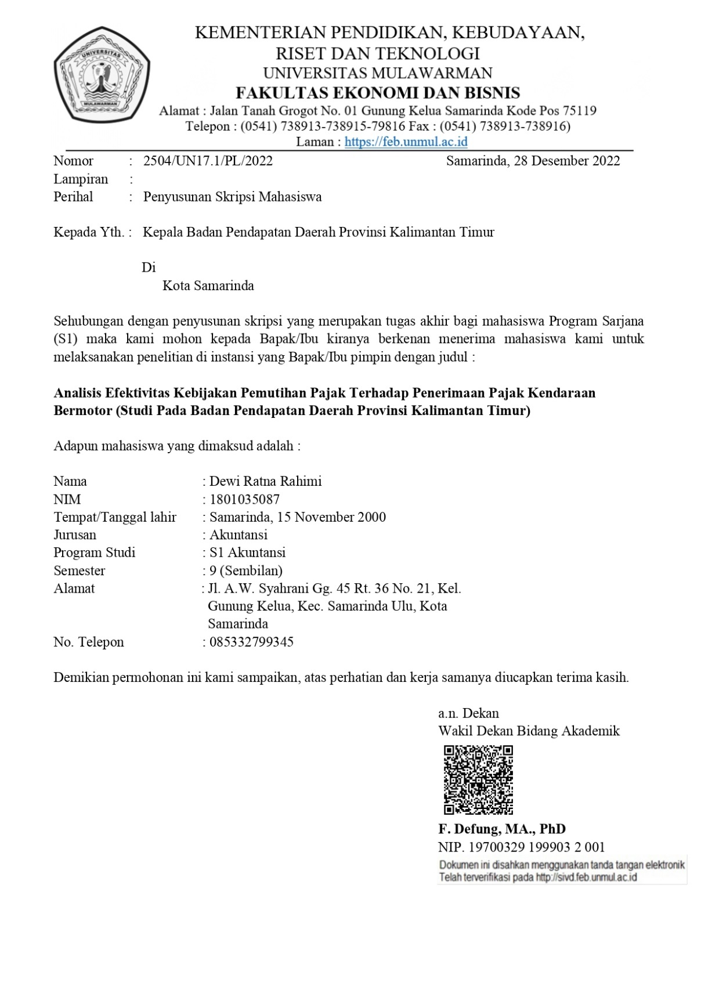 UNIVERSITAS
MULAWARMAN
KEMENTERIAN PENDIDIKAN, KEBUDAYAAN,
RISET DAN TEKNOLOGI
UNIVERSITAS MULAWARMAN
FAKULTAS EKONOMI DAN BISNIS
Alamat : Jalan Tanah Grogot No. 01 Gunung Kelua Samarinda Kode Pos 75119
Telepon : (0541) 738913-738915-79816 Fax : (0541) 738913-738916)
Laman : https://feb.unmul.ac.id
Nomor : 2504/UN17.1/PL/2022 Samarinda, 28 Desember 2022
Lampiran :
Perihal : Penyusunan Skripsi Mahasiswa
Kepada Yth. : Kepala Badan Pendapatan Daerah Provinsi Kalimantan Timur
Di
Kota Samarinda
Sehubungan dengan penyusunan skripsi yang merupakan tugas akhir bagi mahasiswa Program Sarjana
(S1) maka kami mohon kepada Bapak/Ibu kiranya berkenan menerima mahasiswa kami untuk
melaksanakan penelitian di instansi yang Bapak/Ibu pimpin dengan judul :
Analisis Efektivitas Kebijakan Pemutihan Pajak Terhadap Penerimaan Pajak Kendaraan
Bermotor (Studi Pada Badan Pendapatan Daerah Provinsi Kalimantan Timur)
Adapun mahasiswa yang dimaksud adalah :
Nama : Dewi Ratna Rahimi
NIM : 1801035087
Tempat/Tanggal lahir : Samarinda, 15 November 2000
Jurusan : Akuntansi
Program Studi : S1 Akuntansi
Semester : 9 (Sembilan)
Alamat : Jl. A.W. Syahrani Gg. 45 Rt. 36 No. 21, Kel.
Gunung Kelua, Kec. Samarinda Ulu, Kota
Samarinda
No. Telepon : 085332799345
Demikian permohonan ini kami sampaikan, atas perhatian dan kerja samanya diucapkan terima kasih.
a.n. Dekan
Wakil Dekan Bidang Akademik
F. Defung, MA., PhD
NIP. 19700329 199903 2 001
Dokumen ini disahkan menggunakan tanda tangan elektronik
Telah terverifikasi pada http://sivd.feb.unmul.ac.id